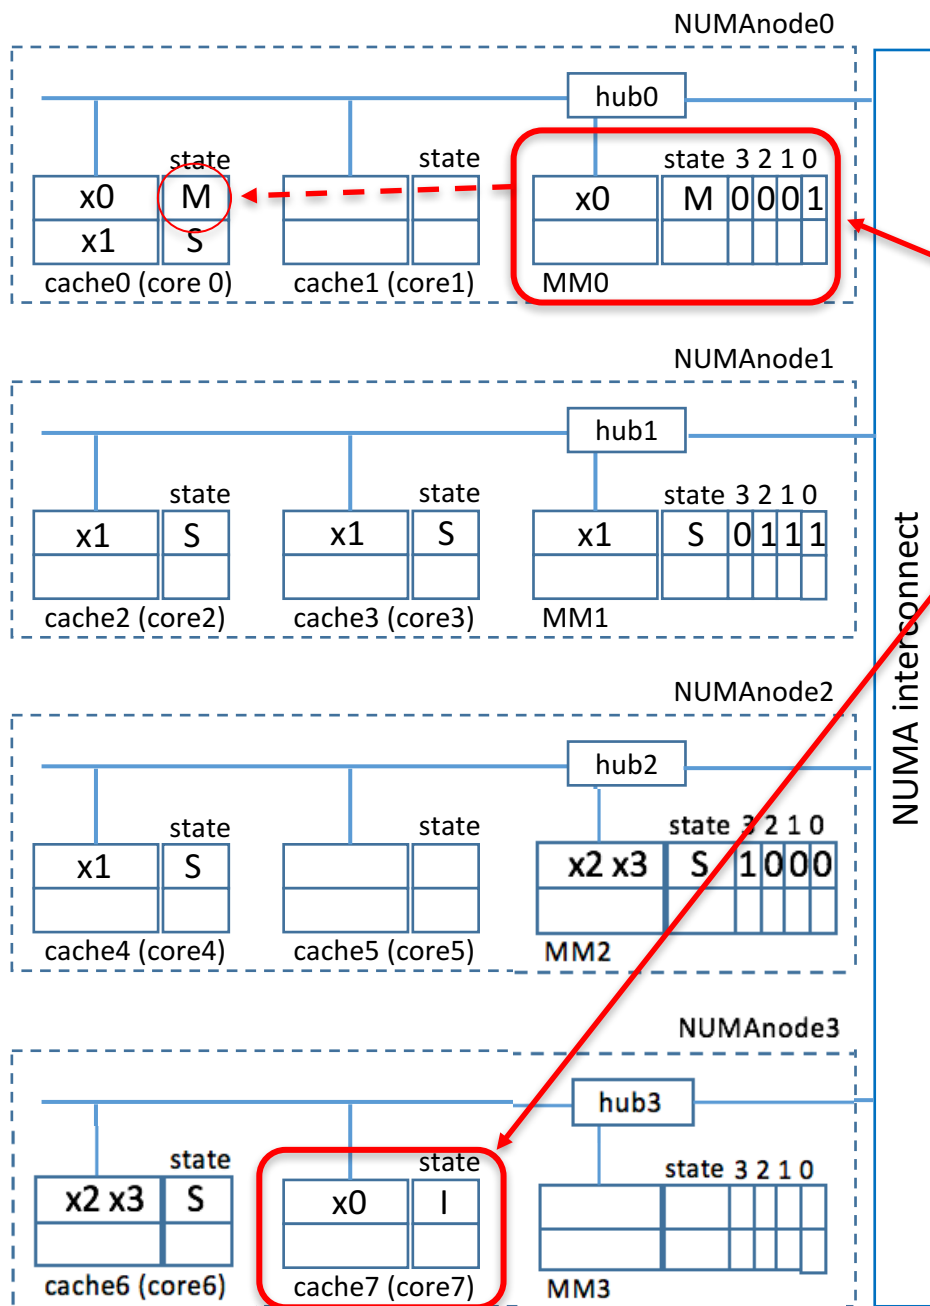 NUMAnode0
hub0
state state state 3 2 1 0
x0 M x0 M 0 0 0 1
x1 S
cache0 (core 0) cache1 (core1) MM0
NUMAnode1
hub1
state state state 3 2 1 0
x1 S x1 S x1 S 0 1 1 1
cache2 (core2) cache3 (core3) MM1
NUMA interconnect
NUMAnode2
hub2
state state state 3 2 1 0
x1 S x2 x3 S 1 0 0 0
cache4 (core4) cache5 (core5) MM2
NUMAnode3
hub3
state state state 3 2 1 0
x2 x3 S x0 I
cache6 (core6) cache7 (core7) MM3